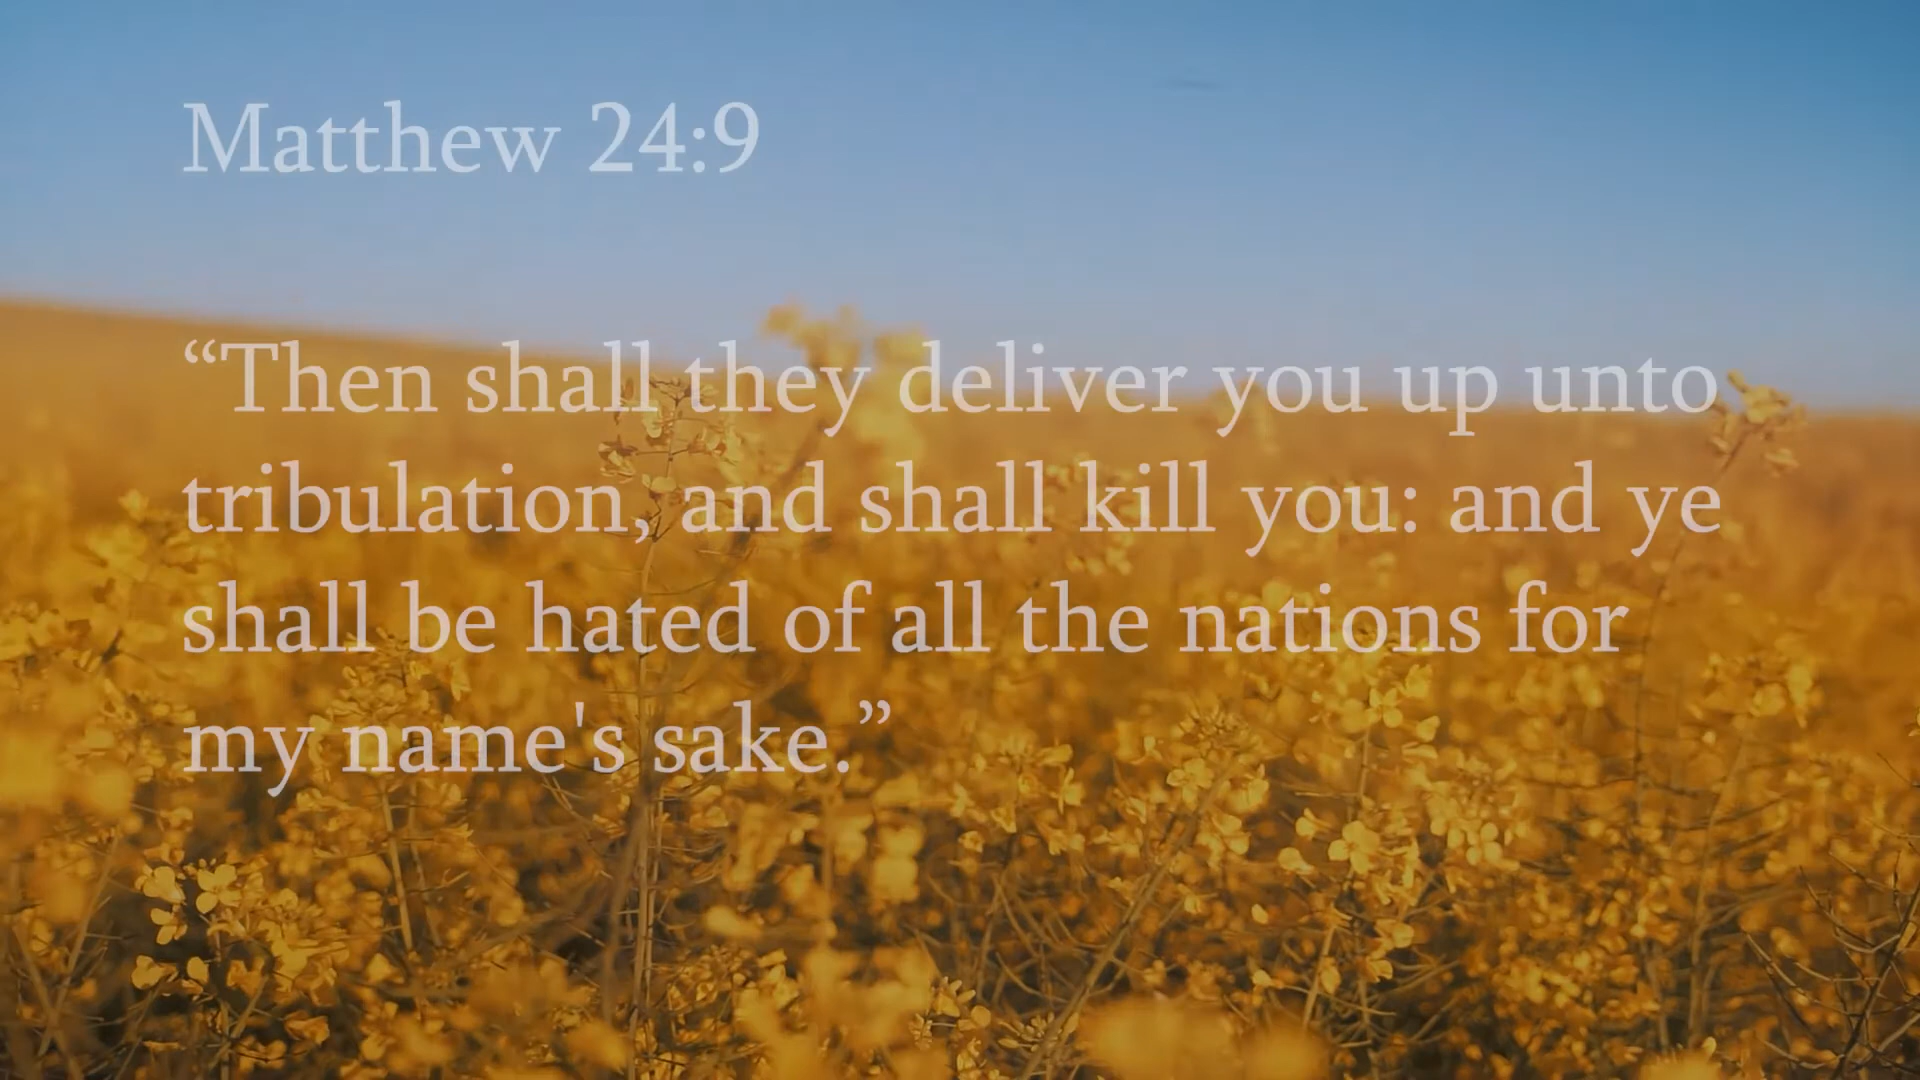 Matthew 24:9
“Then shall they deliver you up unto
tribulation, and shall kill you: and ye
shall be hated of all the nations for
my name's sake.”